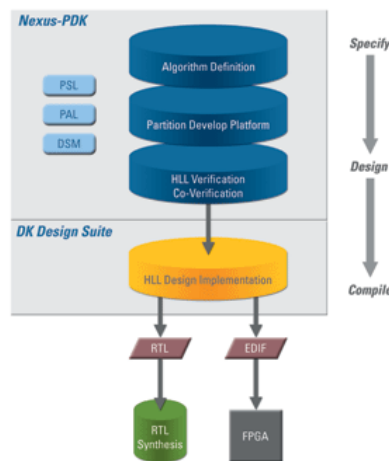 Nexus-PDK
Specify
Algorithm Definition
PSL
PAL
Partition Develop Platform
DSM
Design
HLL Verification
Co-Verification
DK Design Suite
HLL Design Implementation
Compile
RTL
EDIF
RTL
Synthesis
FPGA